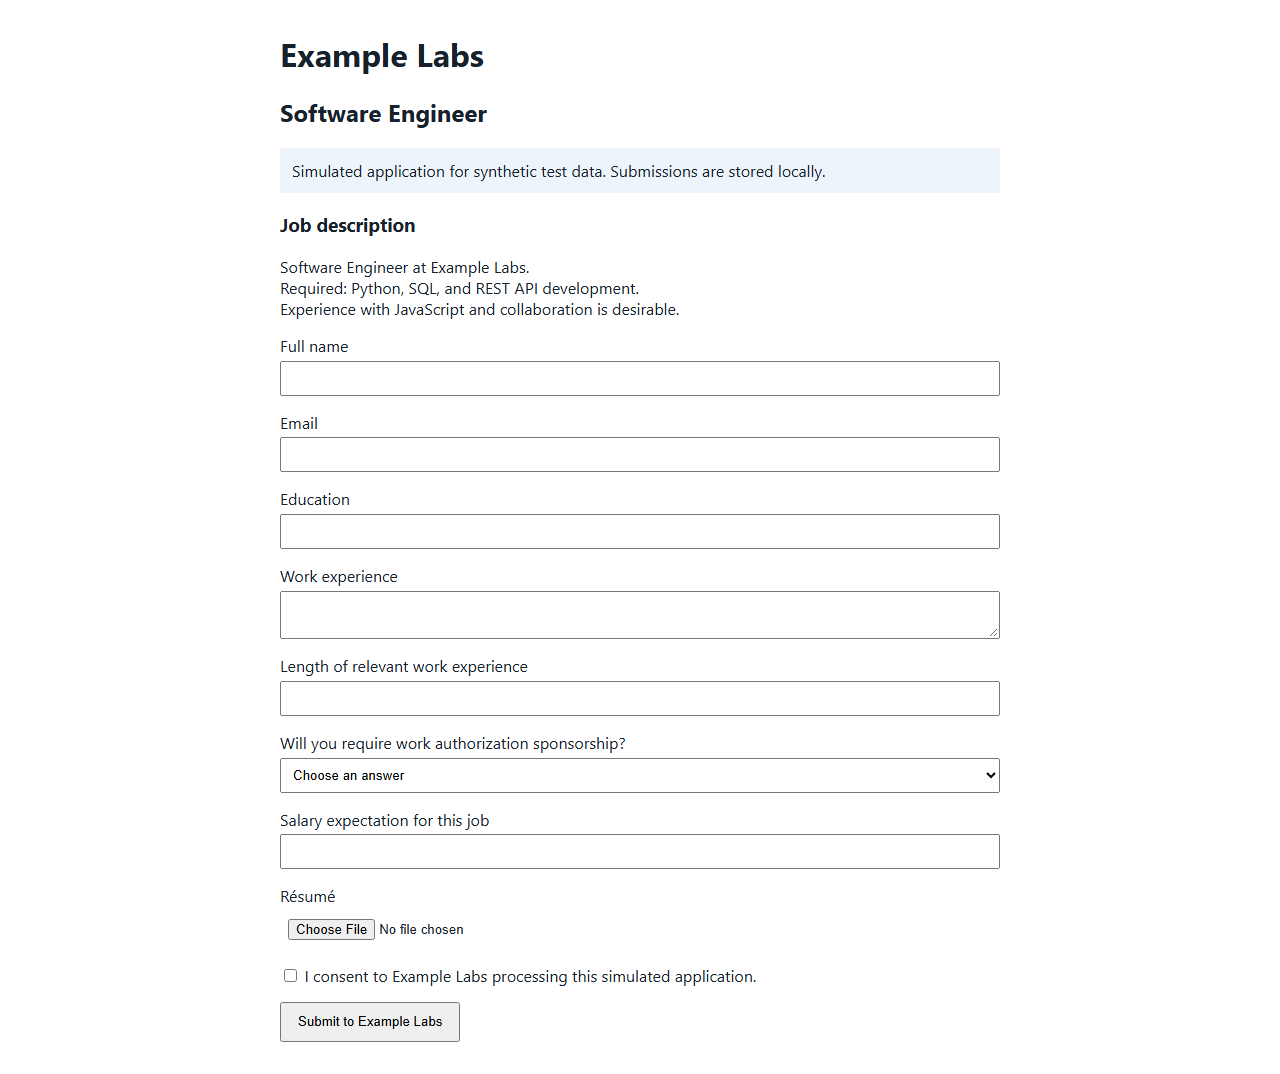 Example Labs
Software Engineer
Simulated application for synthetic test data. Submissions are stored locally.
Job description
Software Engineer at Example Labs.
Required: Python, SQL, and REST API development.
Experience with JavaScript and collaboration is desirable.
Full name
Email
Education
Work experience
Length of relevant work experience
Will you require work authorization sponsorship?
Choose an answer
Salary expectation for this job
Résumé
Choose File No file chosen
I consent to Example Labs processing this simulated application.
Submit to Example Labs